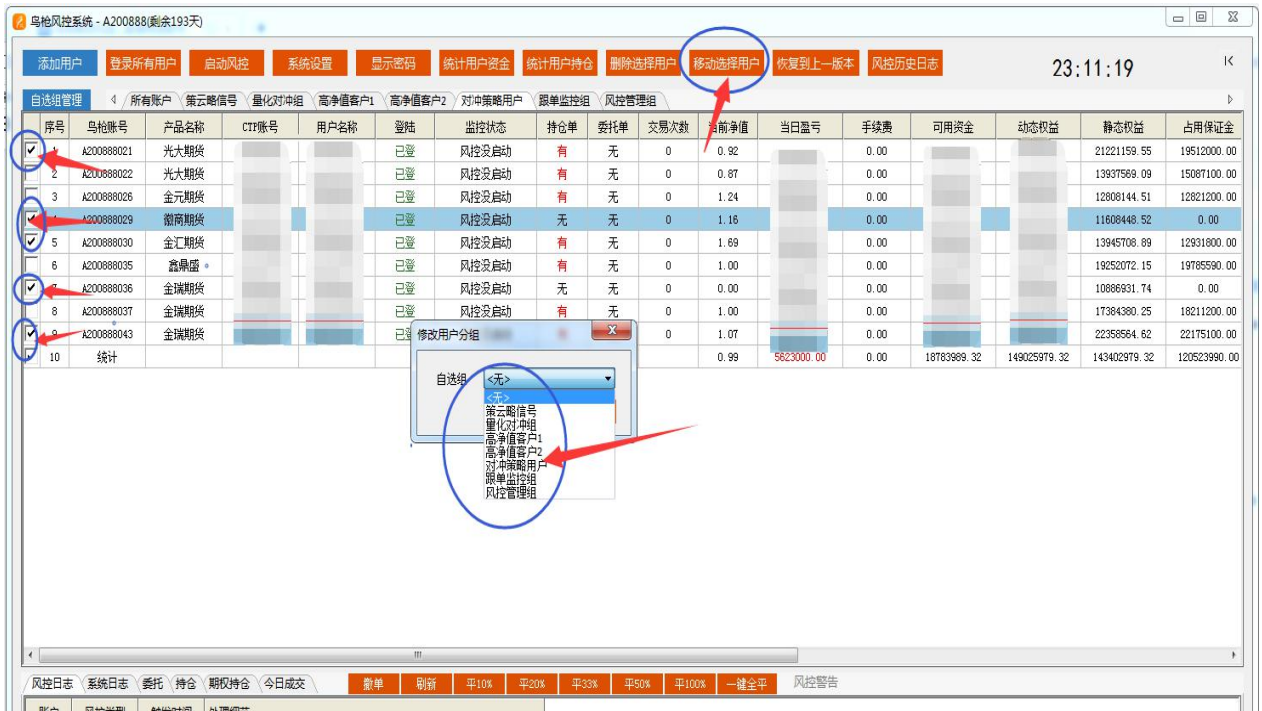 鸟枪风控系统 - A200888(剩余193天)
添加用户 登录所有用户 启动风控 系统设置 显示密码 统计用户资金 统计用户持仓 删除选择用户 移动选择用户 恢复到上一版本 风控历史日志 23:11:19
自选组管理 所有账户 策云略信号 量化对冲组 高净值客户1 高净值客户2 对冲策略用户 跟单监控组 风控管理组
序号 鸟枪账号 产品名称 CTP账号 用户名称 登陆 监控状态 持仓单 委托单 交易次数 当前净值 当日盈亏 手续费 可用资金 动态权益 静态权益 占用保证金
A200888021 光大期货 已登 风控没启动 有 无 0 0.92 0.00 21221159.55 19512000.00
2 A200888022 光大期货 已登 风控没启动 有 无 0 0.87 0.00 13937569.09 15087100.00
3 A200888026 金元期货 已登 风控没启动 有 无 0 1.24 0.00 12808144.51 12821200.00
A200888029 徽商期货 已登 风控没启动 无 无 0 1.16 0.00 11608448.52 0.00
5 A200888030 金汇期货 已登 风控没启动 有 无 0 1.69 0.00 13945708.89 12931800.00
6 A200888035 鑫鼎盛 已登 风控没启动 有 无 0 1.00 0.00 19252072.15 19785590.00
7 A200888036 金瑞期货 已登 风控没启动 无 无 0 0.00 0.00 10886931.74 0.00
8 A200888037 金瑞期货 已登 风控没启动 有 无 0 1.00 0.00 17384380.25 18211200.00
9 A200888043 金瑞期货 已登 0 1.07 0.00 22358564.62 22175100.00
10 统计 0.99 5623000.00 0.00 18783989.32 149025979.32 143402979.32 120523990.00
修改用户分组
自选组 <无>
<无>
策云略信号
量化对冲组
高净值客户1
高净值客户2
对冲策略用户
跟单监控组
风控管理组
风控日志 系统日志 委托 持仓 期权持仓 今日成交 撤单 刷新 平10% 平20% 平33% 平50% 平100% 一键全平 风控警告
账户 风控类型 触发时间 处理细节